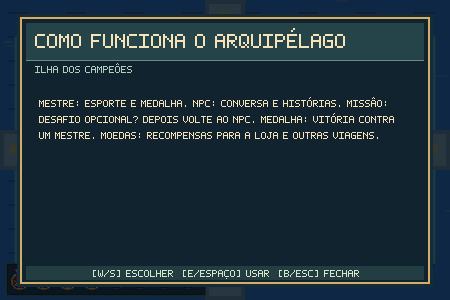 COMO FUNCIONA O ARQUIPÉLAGO
ILHA DOS CAMPEÕES
MESTRE: ESPORTE E MEDALHA. NPC: CONVERSA E HISTÓRIAS. MISSÃO:
DESAFIO OPCIONAL? DEPOIS VOLTE AO NPC. MEDALHA: VITÓRIA CONTRA
UM MESTRE. MOEDAS: RECOMPENSAS PARA A LOJA E OUTRAS VIAGENS.
[W/S] ESCOLHER [E/ESPAÇO] USAR [B/ESC] FECHAR